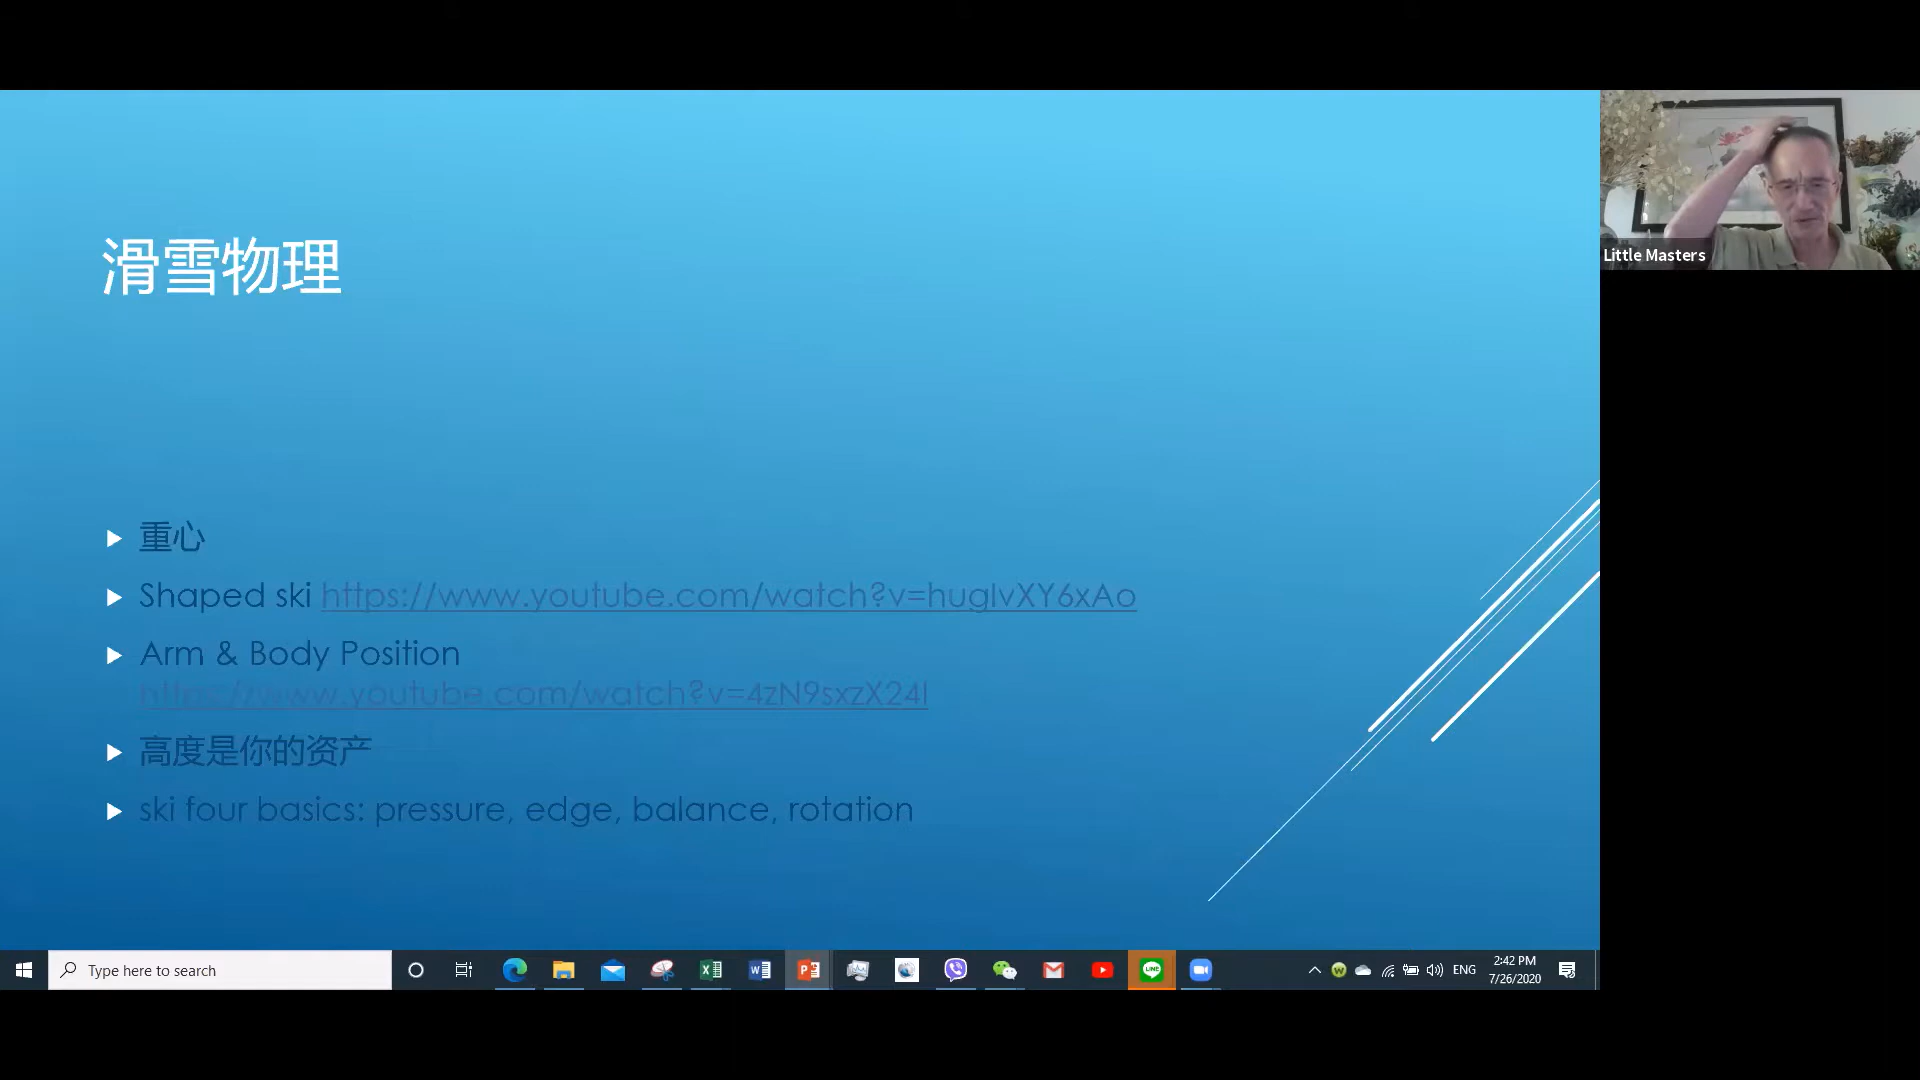 滑雪物理
重心
Shaped ski https://www.youtube.com/watch?v=hugIvXY6xAo
Arm & Body Position
https://www.youtube.com/watch?v=4zN9sxzX24I
高度是你的资产
ski four basics: pressure, edge, balance, rotation
Little Masters
Type here to search
ENG
2:42 PM
7/26/2020
LINE